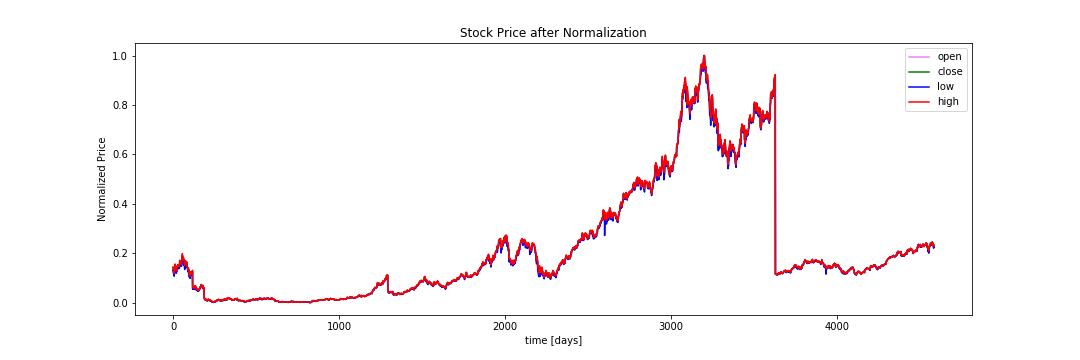 Stock Price after Normalization
open
close
low
high
Normalized Price
1.0
0.8
0.6
0.4
0.2
0.0
0
1000
2000
3000
4000
time [days]